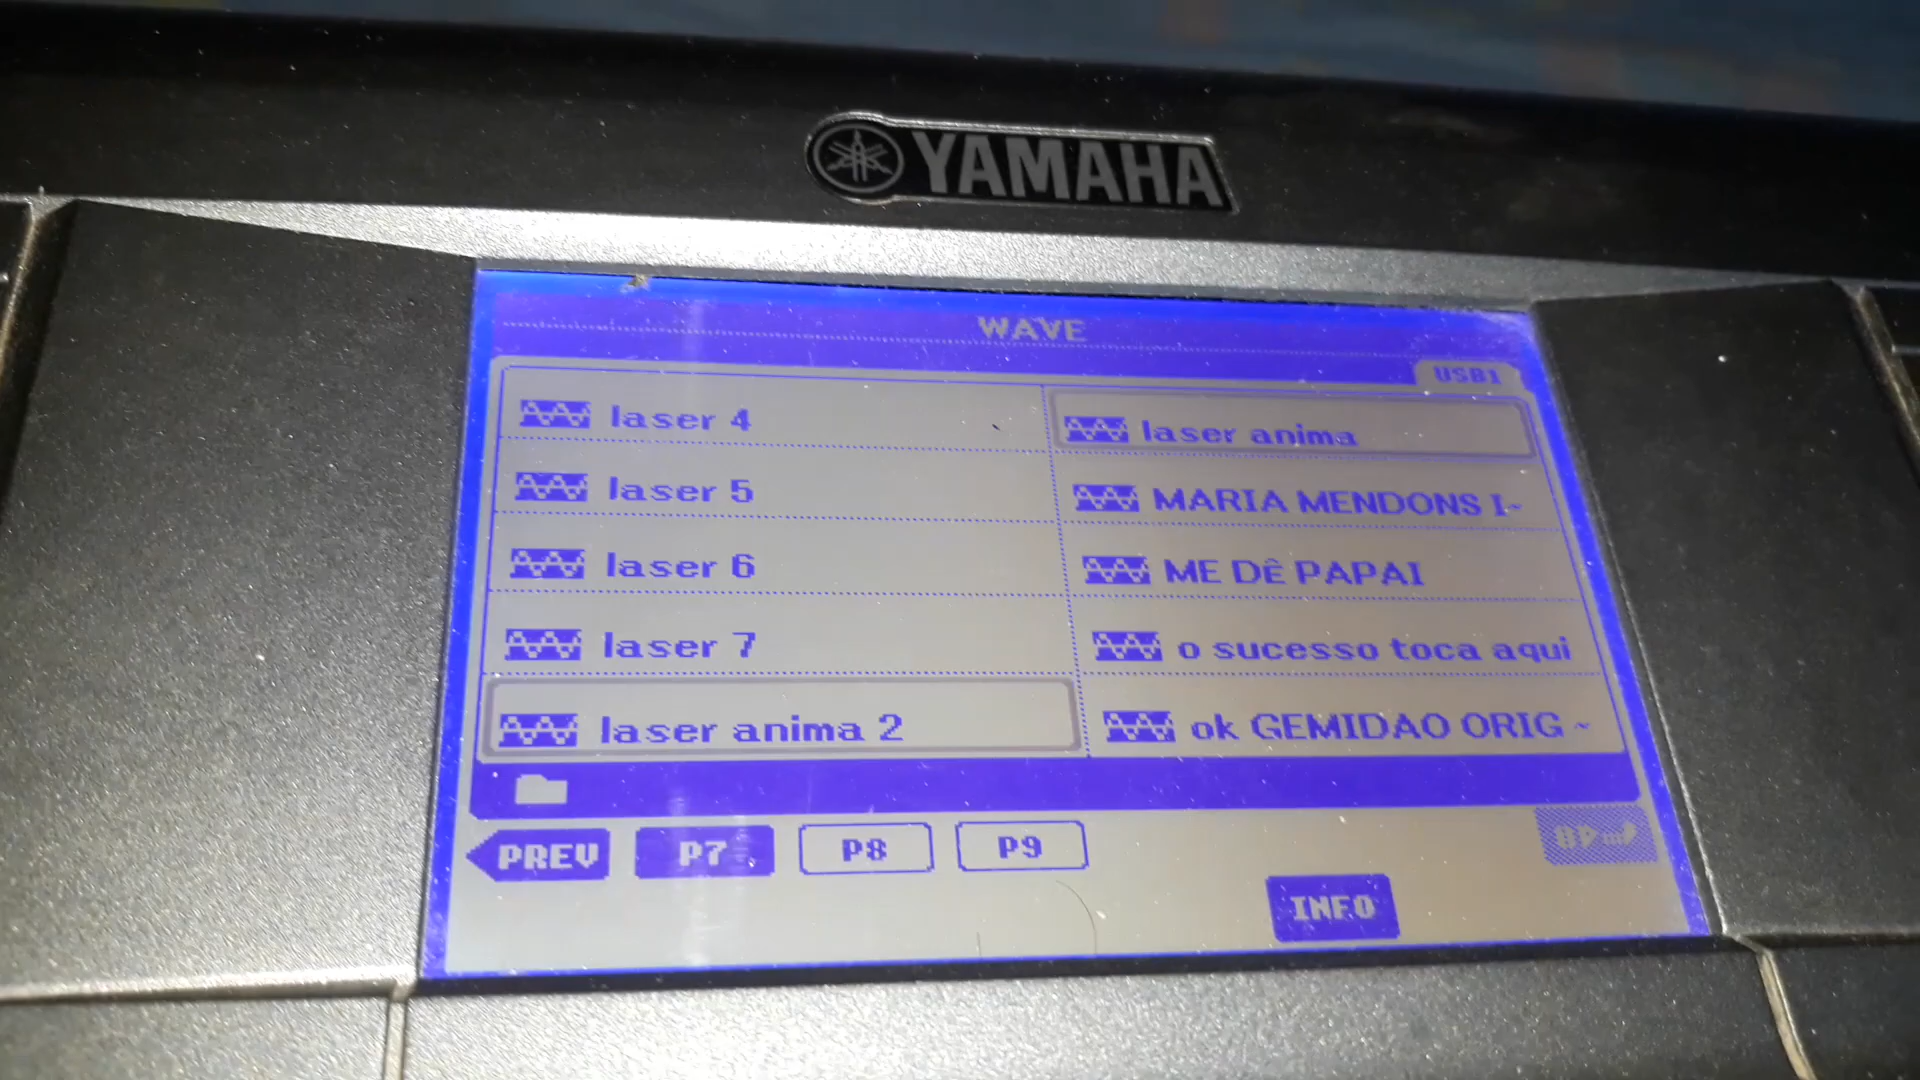 YAMAHA
WAVE
USB1
laser 4
laser 5
laser 6
laser 7
laser anima 2
laser anima
MARIA MENDONS I~
ME DÊ PAPAI
o sucesso toca aqui
ok GEMIDAO ORIG ~
PREV
P7
P8
P9
INFO